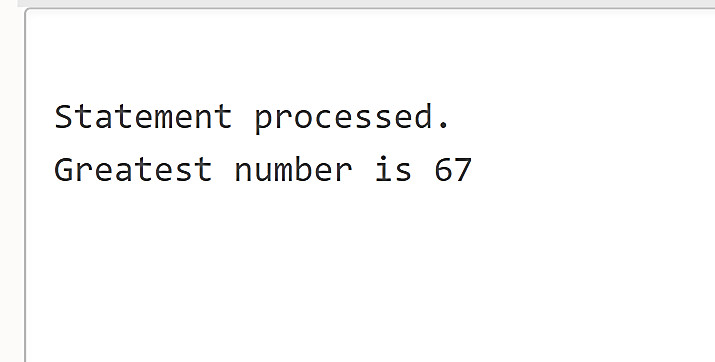 Statement processed.
Greatest number is 67